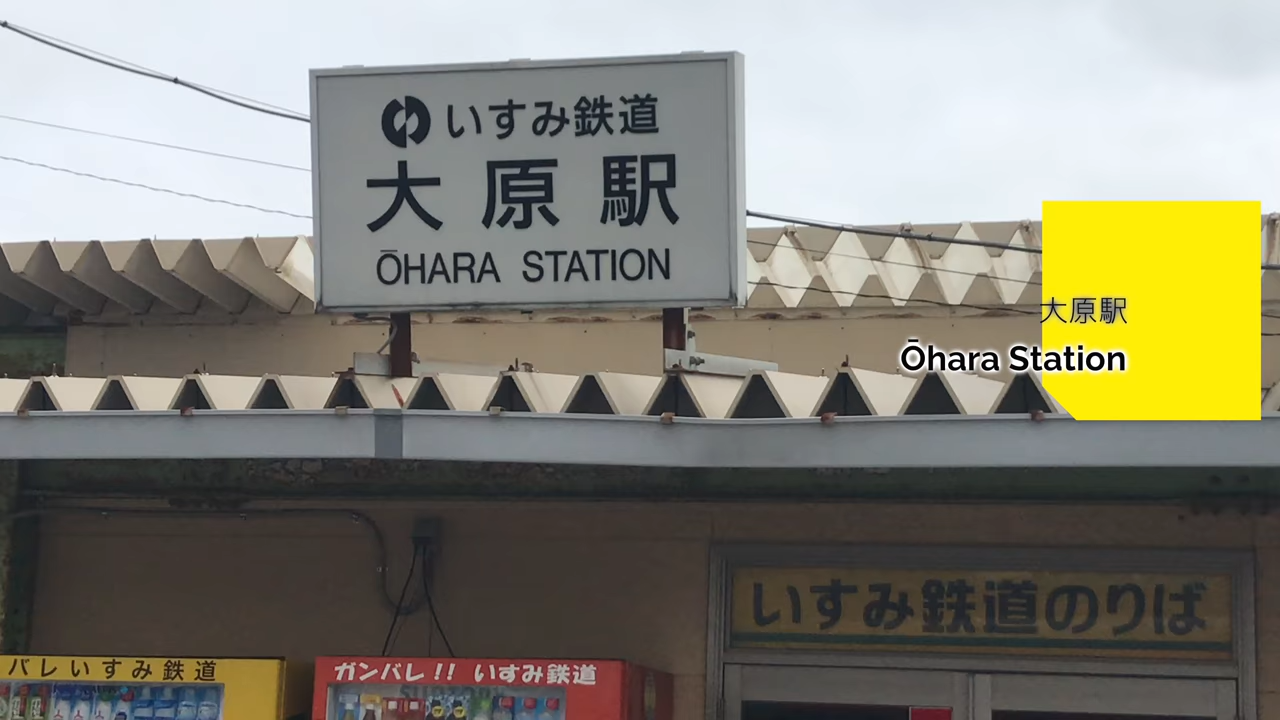 いすみ鉄道
大原駅
ŌHARA STATION
大原駅
Ōhara Station
いすみ鉄道のりば
バレいすみ鉄道
ガンバレ!! いすみ鉄道